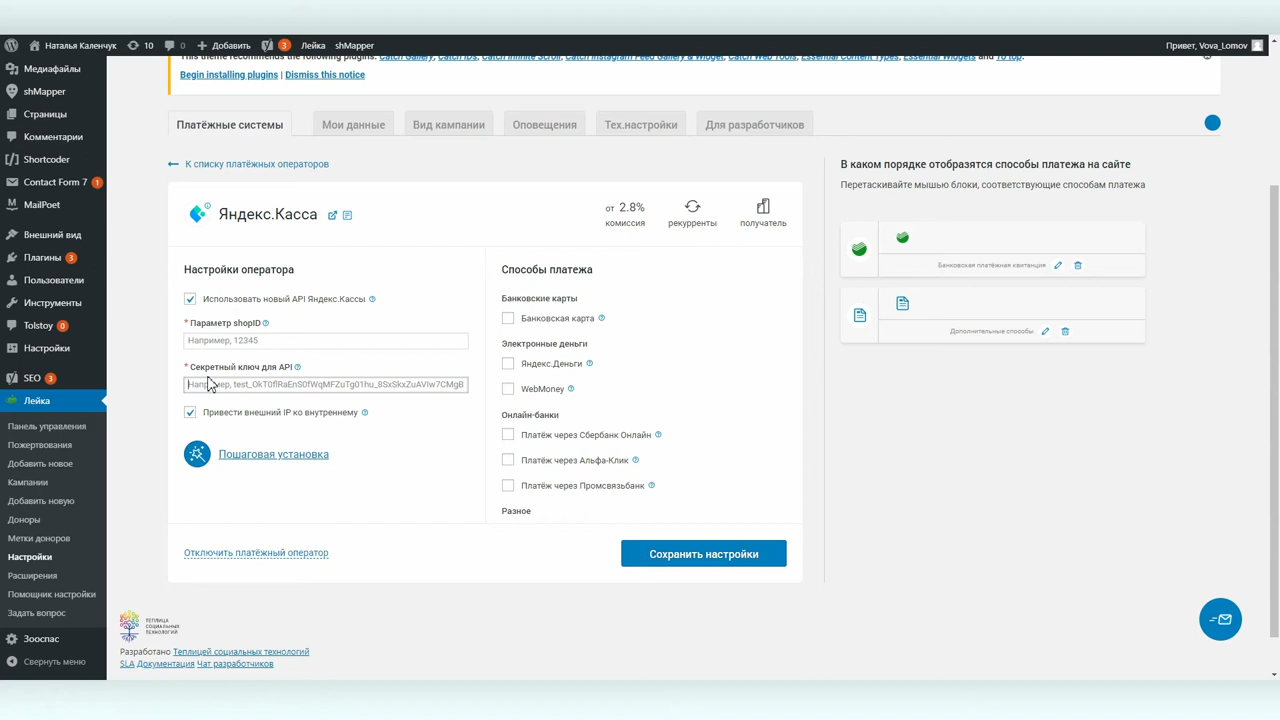 Наталья Каленчук
10
0
Добавить
3
Лейка
shMapper
Привет, Vova_Lomov
Медиафайлы
shMapper
Страницы
Комментарии
Shortcoder
Contact Form 7 1
MailPoet
Внешний вид
Плагины 3
Пользователи
Инструменты
Tolstoy 0
Настройки
SEO 3
Лейка
Панель управления
Пожертвования
Добавить новое
Кампании
Добавить новую
Доноры
Метки доноров
Настройки
Расширения
Помощник настройки
Задать вопрос
Зооспас
Свернуть меню
This theme recommends the following plugins: Catch Gallery, Catch IDs, Catch Infinite Scroll, Catch Instagram Feed Gallery & Widget, Catch Web Tools, Essential Content Types, Essential Widgets and To Top.
Begin installing plugins | Dismiss this notice
Платёжные системы
Мои данные
Вид кампании
Оповещения
Тех.настройки
Для разработчиков
← К списку платёжных операторов
Яндекс.Касса
от 2.8%
комиссия
рекурренты
получатель
Настройки оператора
Использовать новый API Яндекс.Кассы
* Параметр shopID
Например, 12345
* Секретный ключ для API
Например, test_OkT0flRaEnS0fWqMFZuTg01hu_8SxSkxZuAVIw7CMgB
Привести внешний IP ко внутреннему
Пошаговая установка
Способы платежа
Банковские карты
Банковская карта
Электронные деньги
Яндекс.Деньги
WebMoney
Онлайн-банки
Платёж через Сбербанк Онлайн
Платёж через Альфа-Клик
Платёж через Промсвязьбанк
Разное
Отключить платёжный оператор
Сохранить настройки
В каком порядке отобразятся способы платежа на сайте
Перетаскивайте мышью блоки, соответствующие способам платежа
Банковская платёжная квитанция
Дополнительные способы
ТЕПЛИЦА
СОЦИАЛЬНЫХ
ТЕХНОЛОГИЙ
Разработано Теплицей социальных технологий
SLA Документация Чат разработчиков